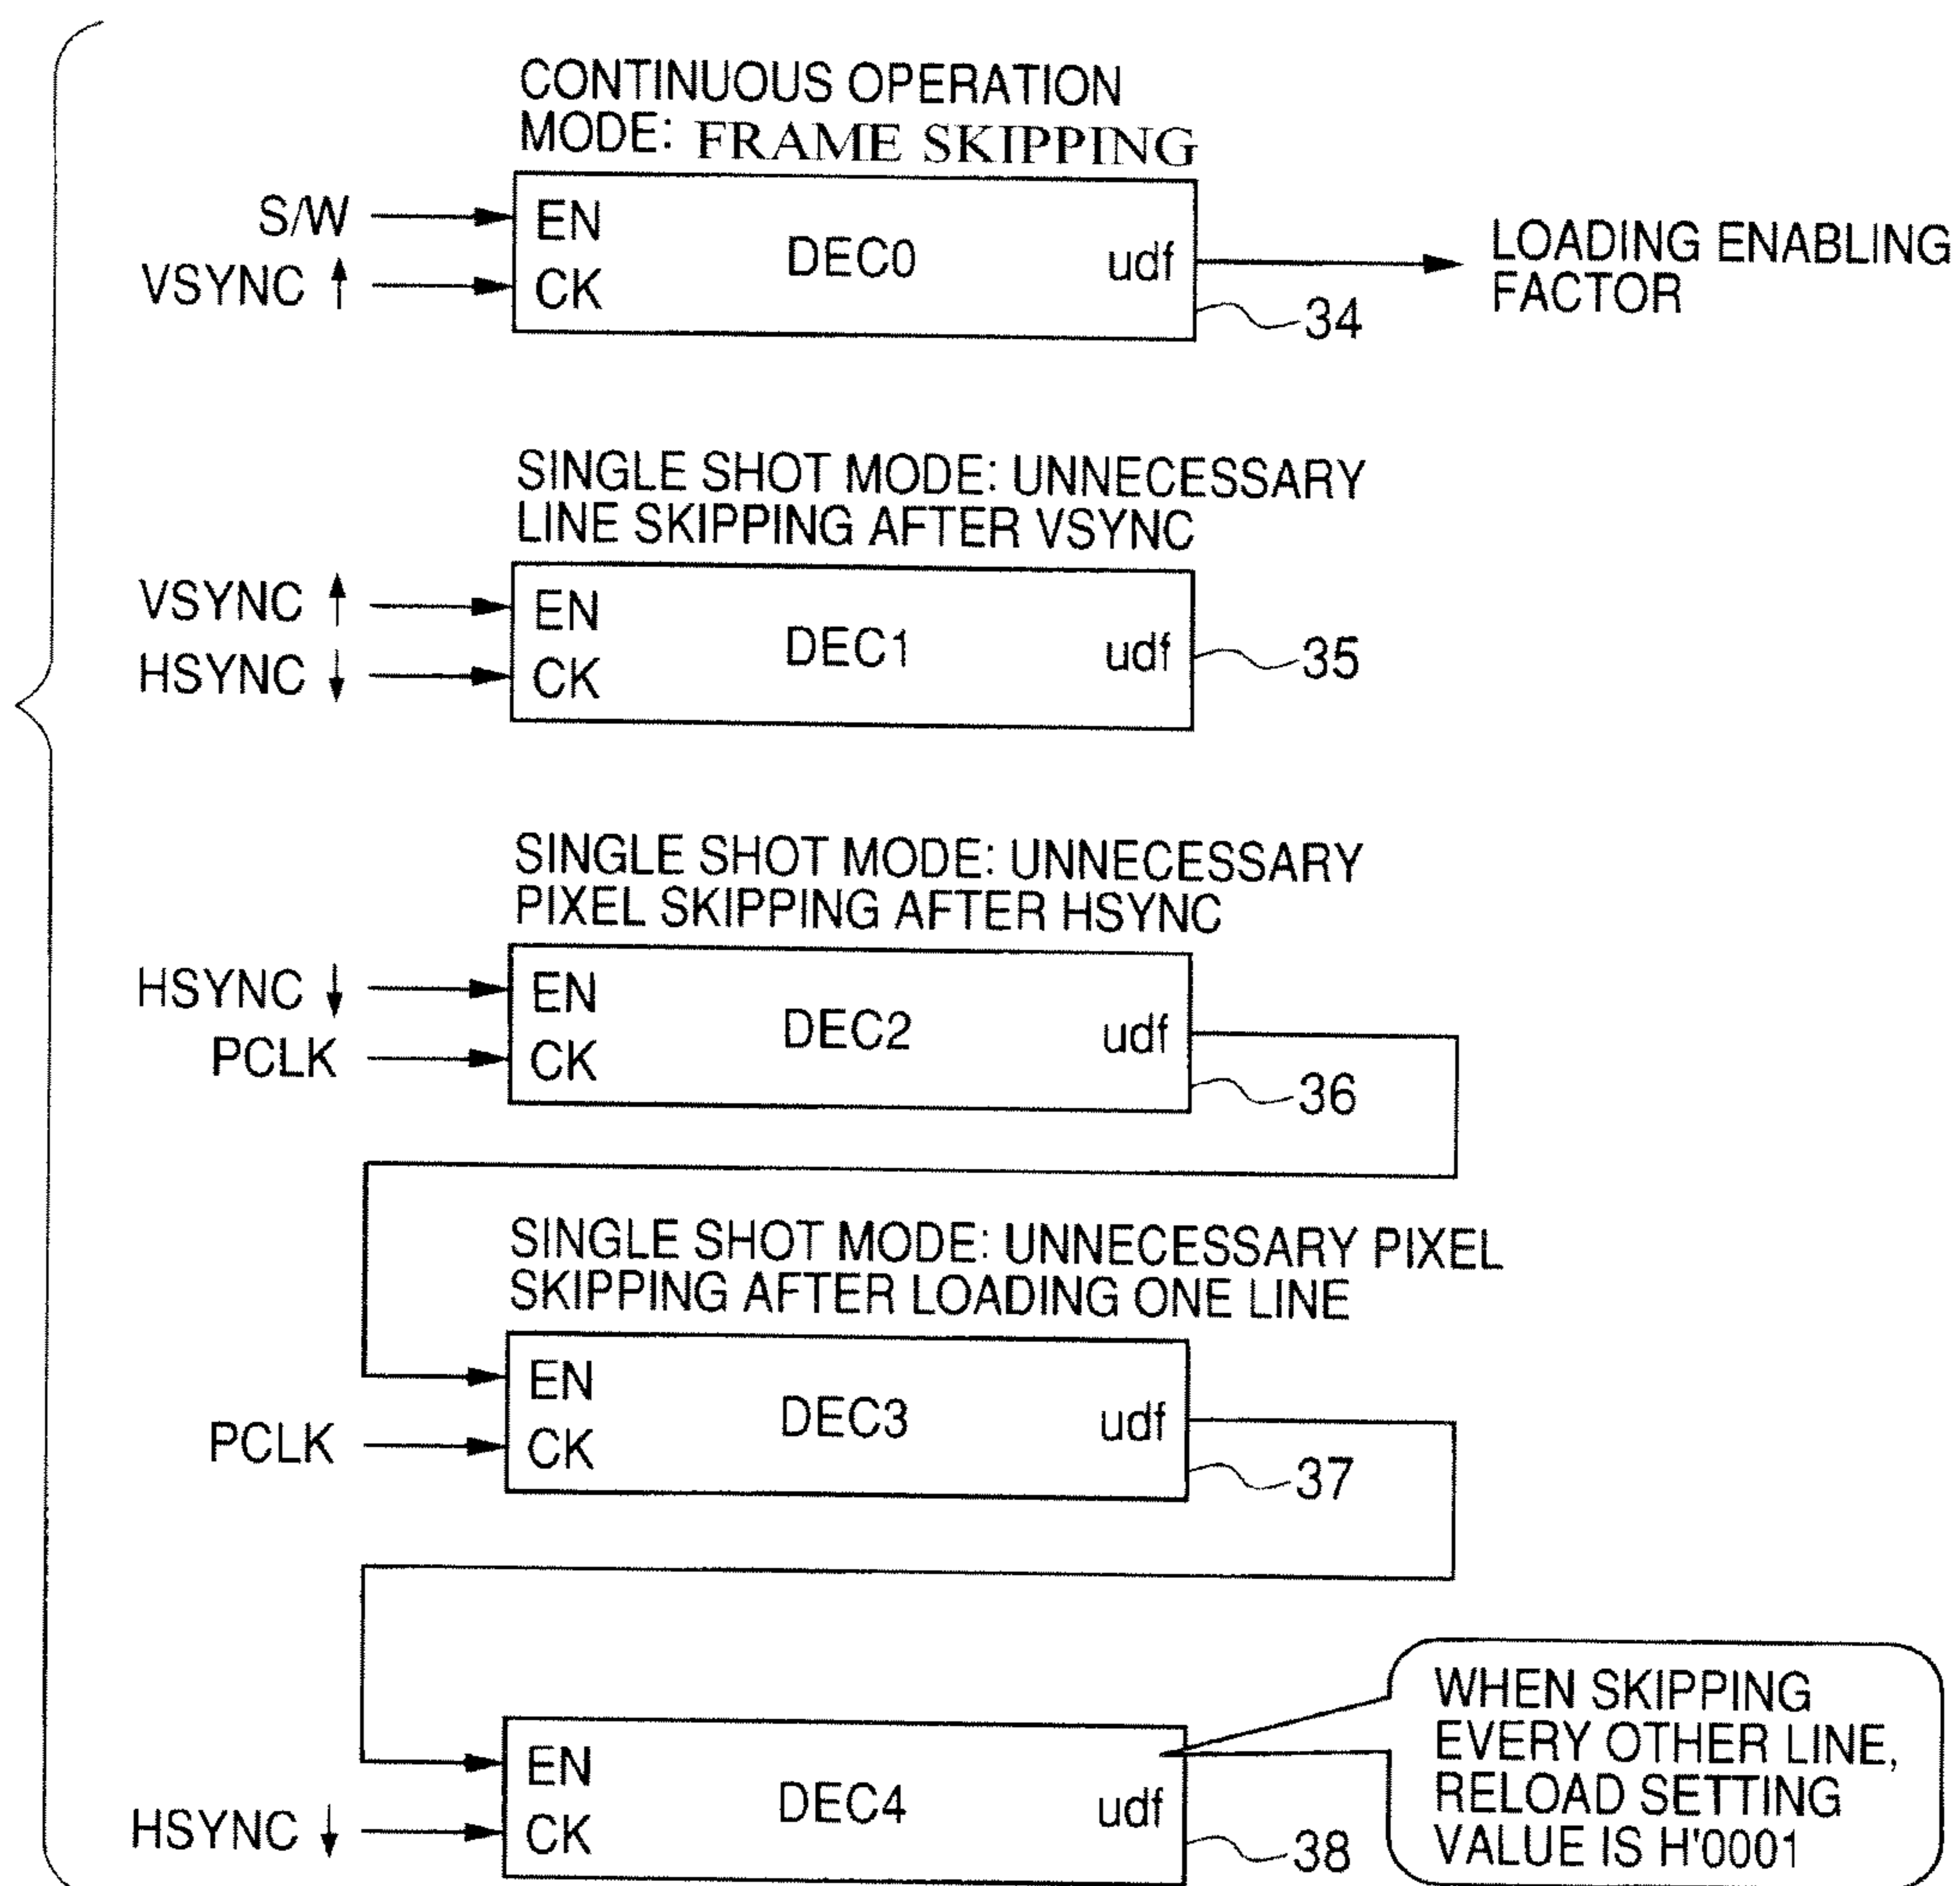 CONTINUOUS OPERATION
MODE: FRAME SKIPPING
S/W
VSYNC ↑
EN
CK
DEC0
udf
34
LOADING ENABLING
FACTOR
SINGLE SHOT MODE: UNNECESSARY
LINE SKIPPING AFTER VSYNC
VSYNC ↑
HSYNC ↓
EN
CK
DEC1
udf
35
SINGLE SHOT MODE: UNNECESSARY
PIXEL SKIPPING AFTER HSYNC
HSYNC ↓
PCLK
EN
CK
DEC2
udf
36
SINGLE SHOT MODE: UNNECESSARY PIXEL
SKIPPING AFTER LOADING ONE LINE
PCLK
EN
CK
DEC3
udf
37
HSYNC ↓
EN
CK
DEC4
udf
38
WHEN SKIPPING
EVERY OTHER LINE,
RELOAD SETTING
VALUE IS H'0001